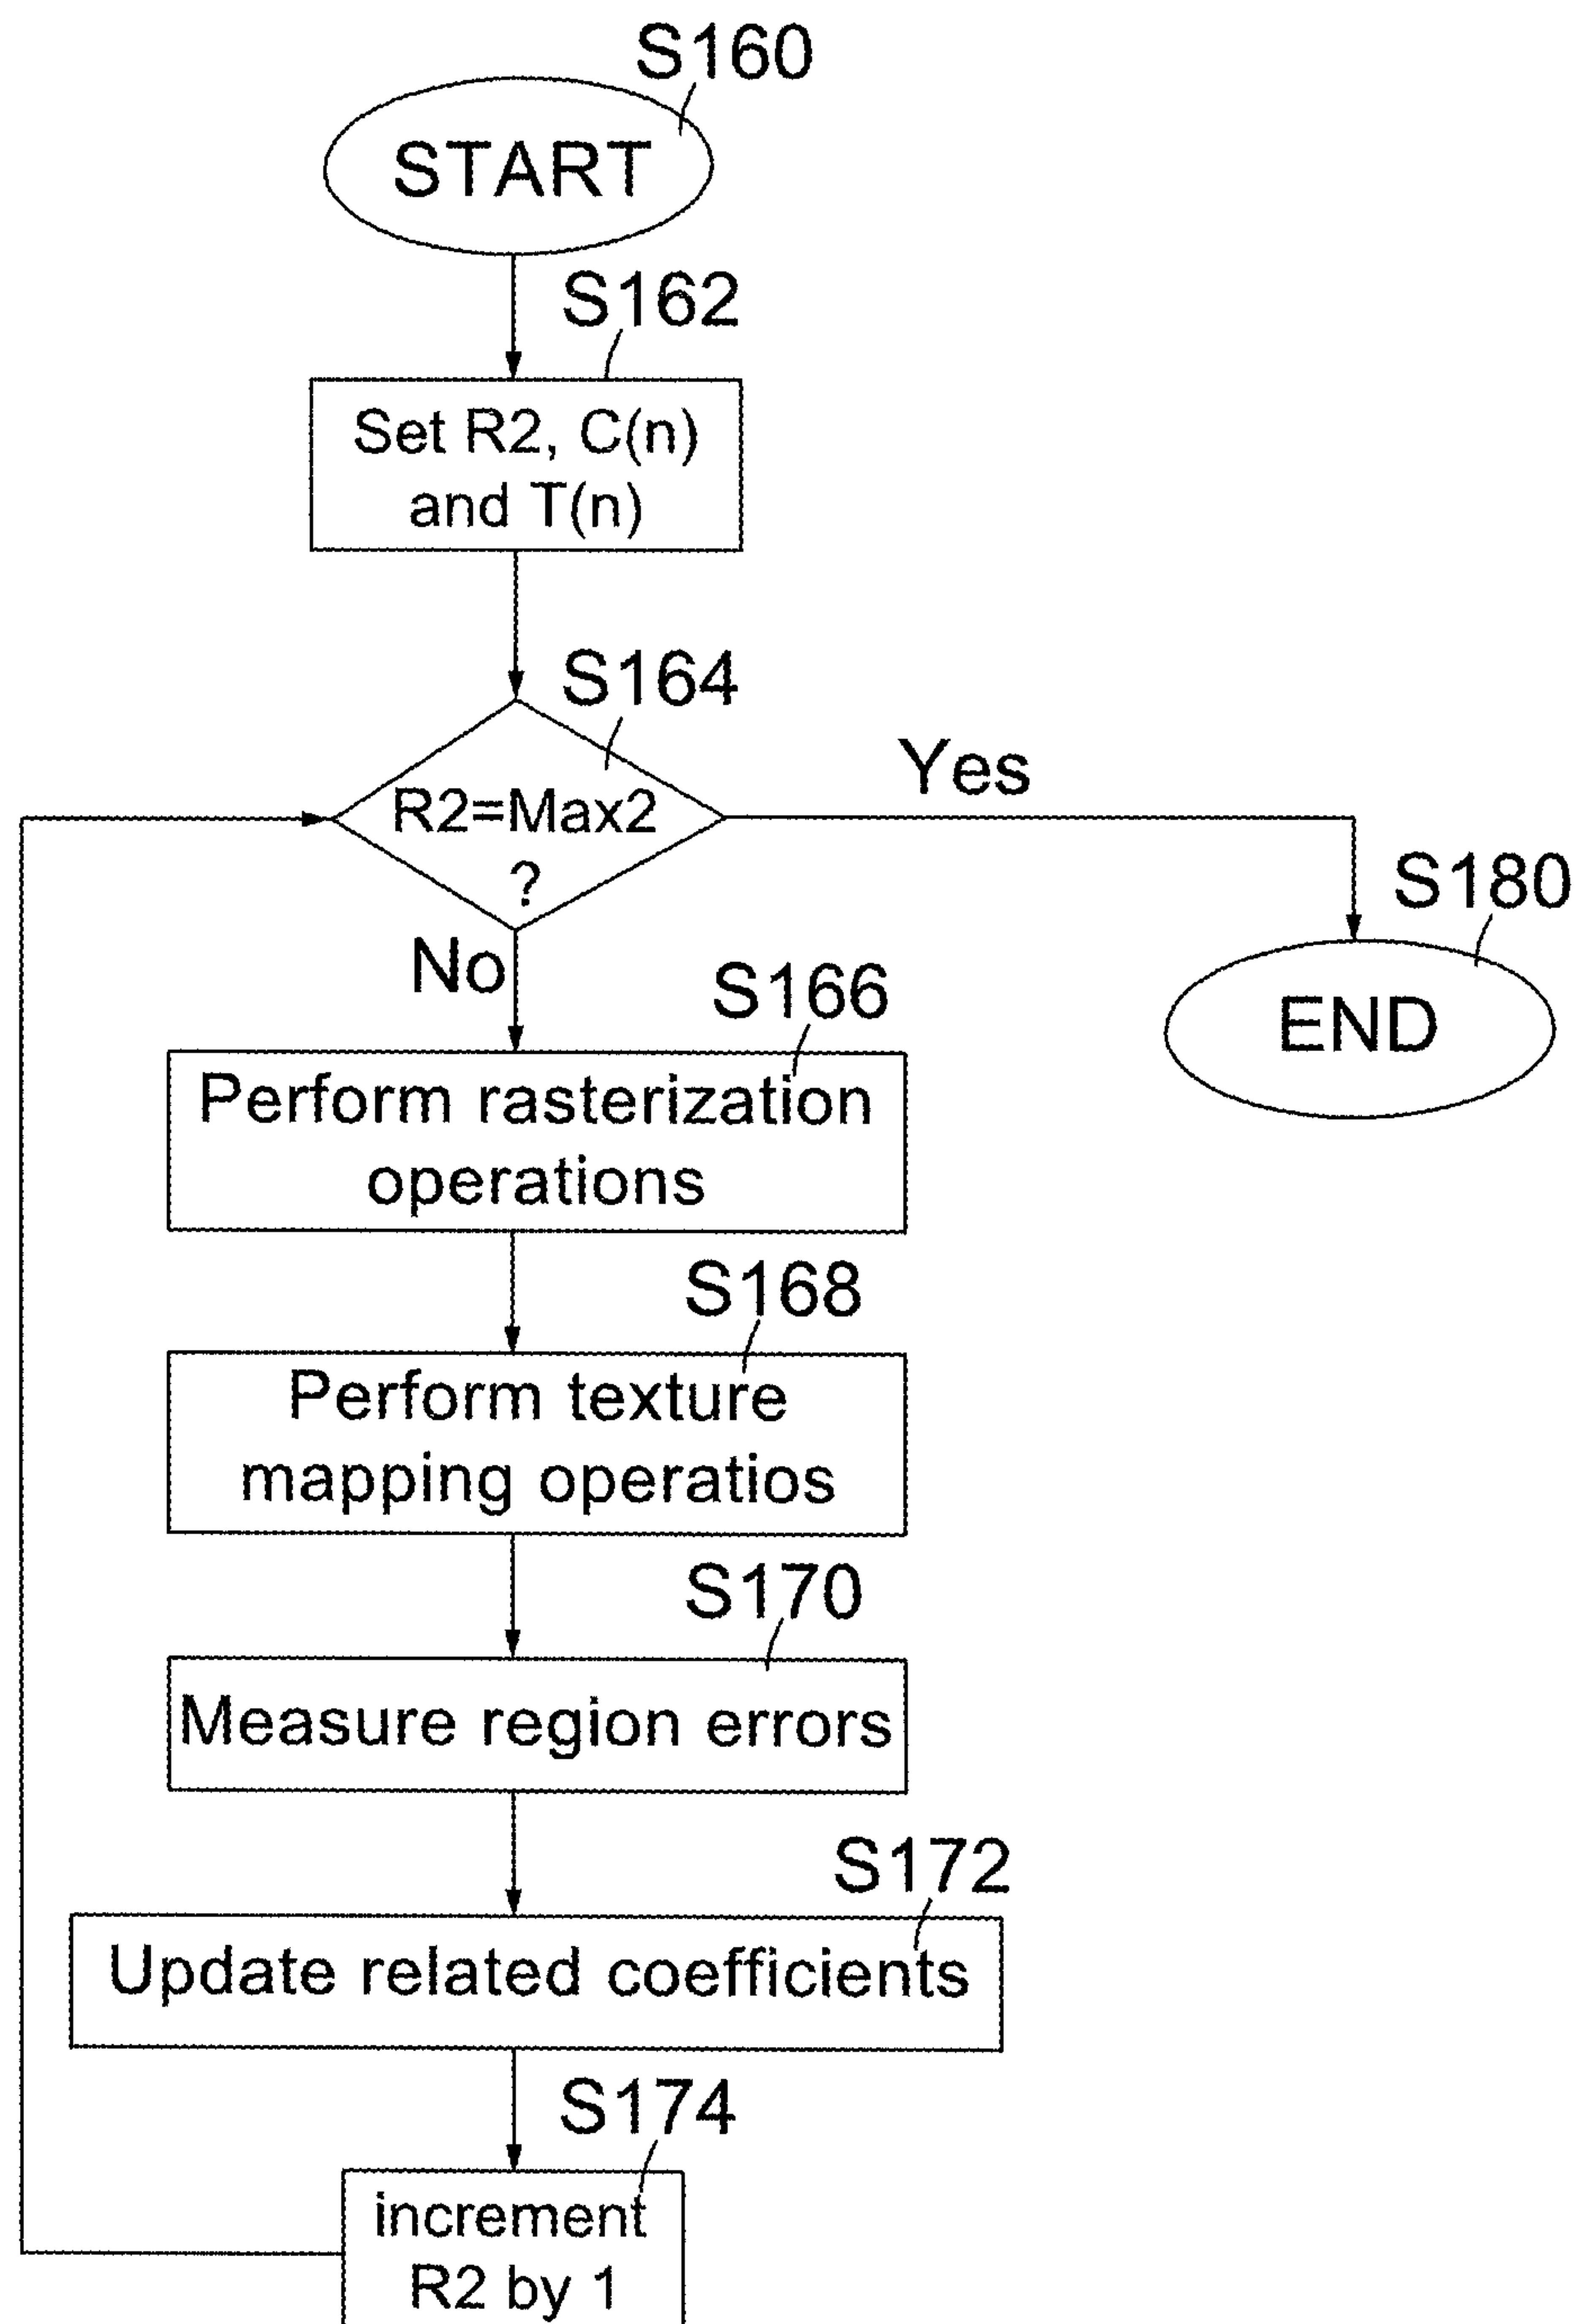 S160
START
S162
Set R2, C(n)
and T(n)
S164
R2=Max2
?
Yes
S180
END
No
S166
Perform rasterization
operations
S168
Perform texture
mapping operatios
S170
Measure region errors
S172
Update related coefficients
S174
increment
R2 by 1